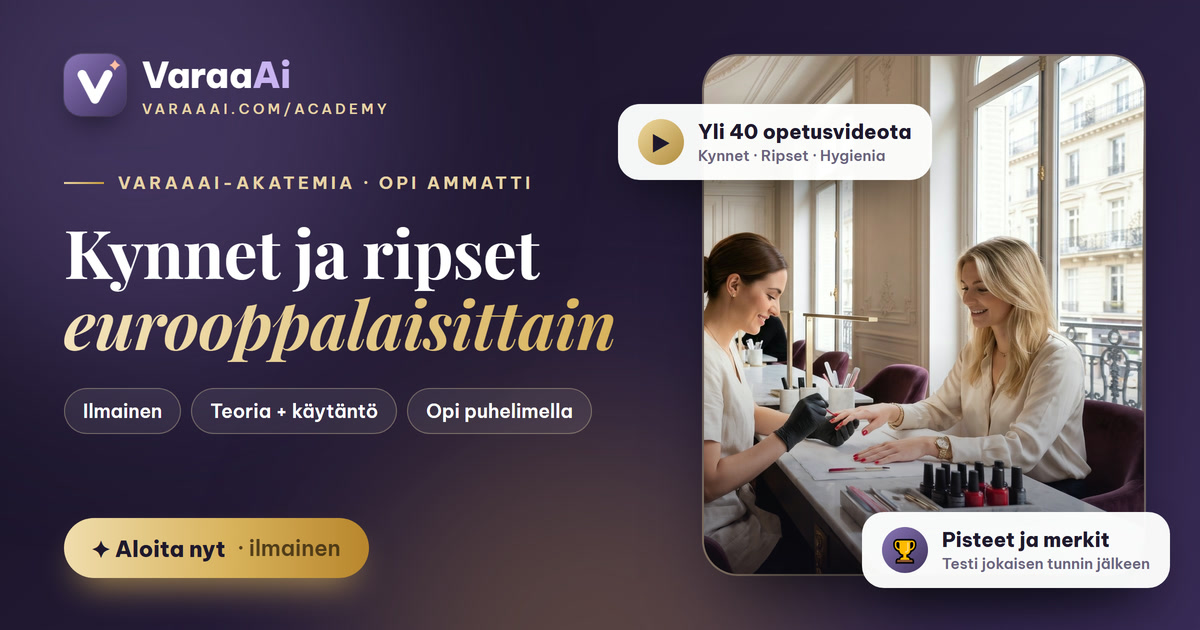 VaraaAi
VARAAAI.COM/ACADEMY
VARAAAI-AKATEMIA · OPI AMMATTI
Kynnet ja ripset
eurooppalaisittain
Ilmainen
Teoria + käytäntö
Opi puhelimella
✦ Aloita nyt · ilmainen
Yli 40 opetusvideota
Kynnet · Ripset · Hygienia
Pisteet ja merkit
Testi jokaisen tunnin jälkeen